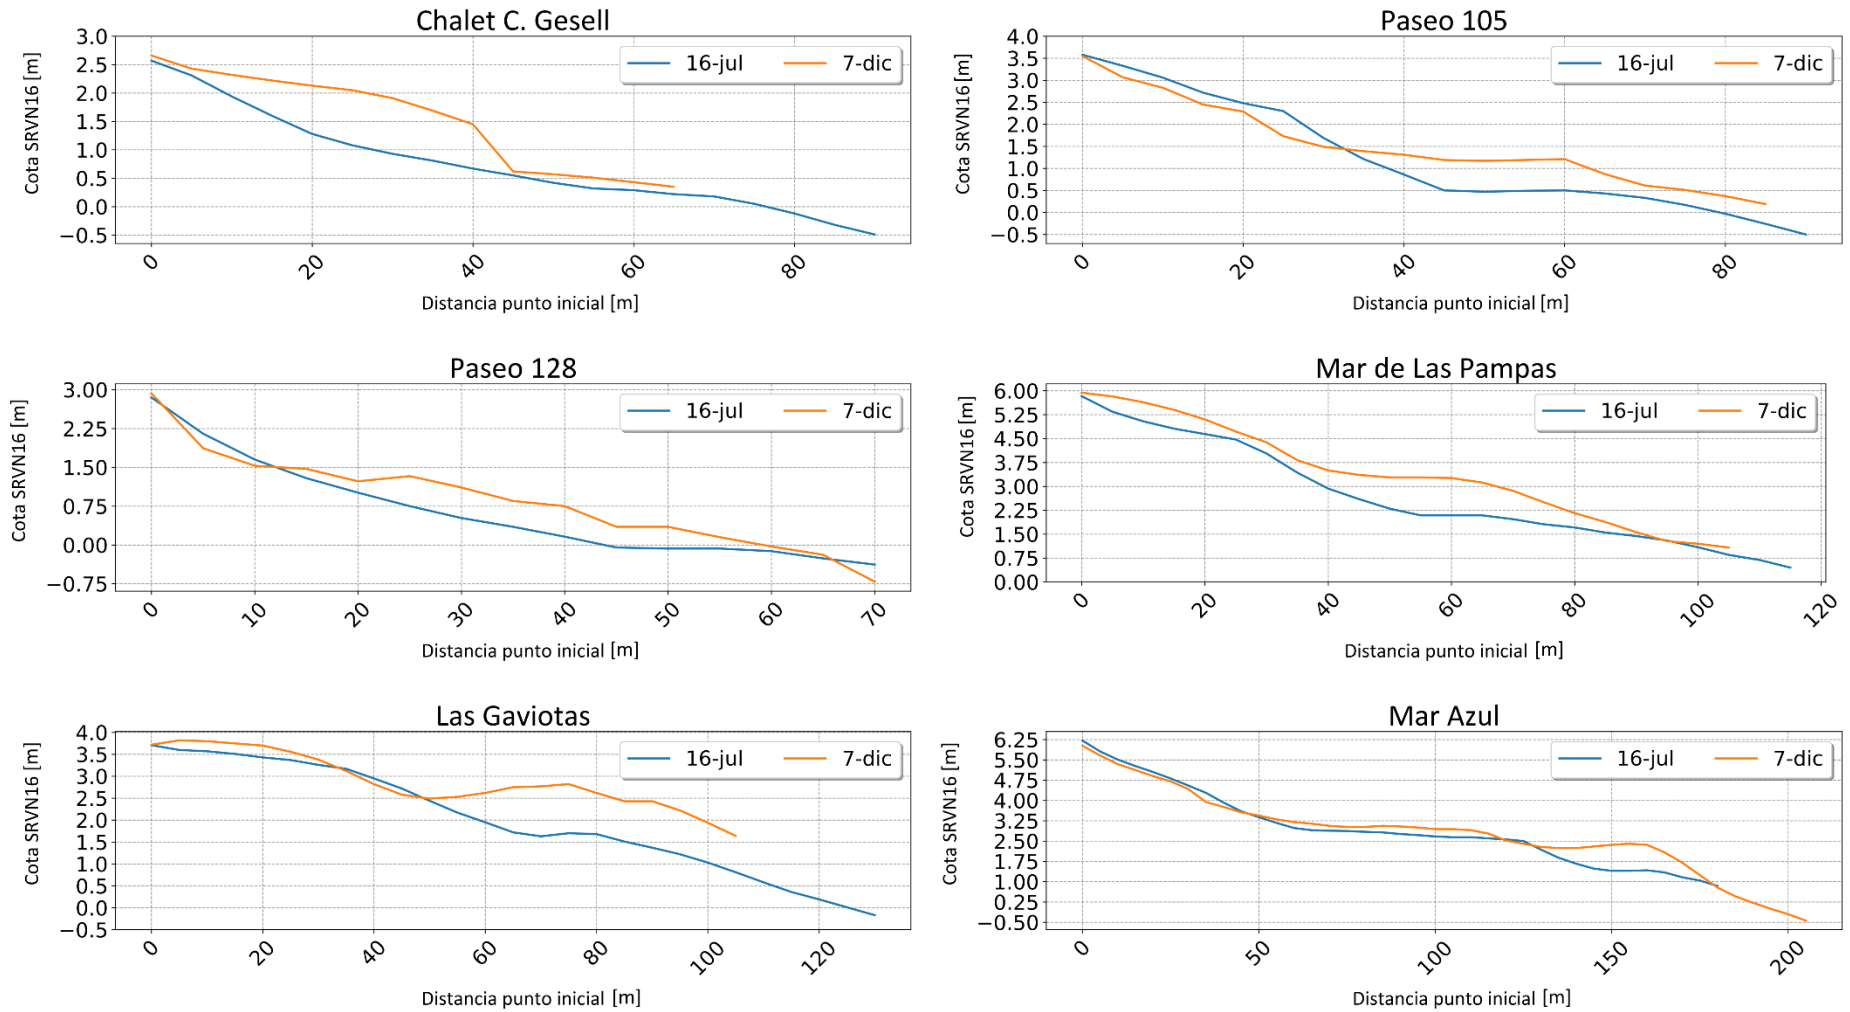 Chalet C. Gesell
16-jul 7-dic
Cota SRVN16 [m]
3.0
2.5
2.0
1.5
1.0
0.5
0.0
−0.5
0 20 40 60 80
Distancia punto inicial [m]
Paseo 105
16-jul 7-dic
Cota SRVN16 [m]
4.0
3.5
3.0
2.5
2.0
1.5
1.0
0.5
0.0
−0.5
0 20 40 60 80
Distancia punto inicial [m]
Paseo 128
16-jul 7-dic
Cota SRVN16 [m]
3.00
2.25
1.50
0.75
0.00
−0.75
0 10 20 30 40 50 60 70
Distancia punto inicial [m]
Mar de Las Pampas
16-jul 7-dic
Cota SRVN16 [m]
6.00
5.25
4.50
3.75
3.00
2.25
1.50
0.75
0.00
0 20 40 60 80 100 120
Distancia punto inicial [m]
Las Gaviotas
16-jul 7-dic
Cota SRVN16 [m]
4.0
3.5
3.0
2.5
2.0
1.5
1.0
0.5
0.0
−0.5
0 20 40 60 80 100 120
Distancia punto inicial [m]
Mar Azul
16-jul 7-dic
Cota SRVN16 [m]
6.25
5.50
4.75
4.00
3.25
2.50
1.75
1.00
0.25
−0.50
0 50 100 150 200
Distancia punto inicial [m]